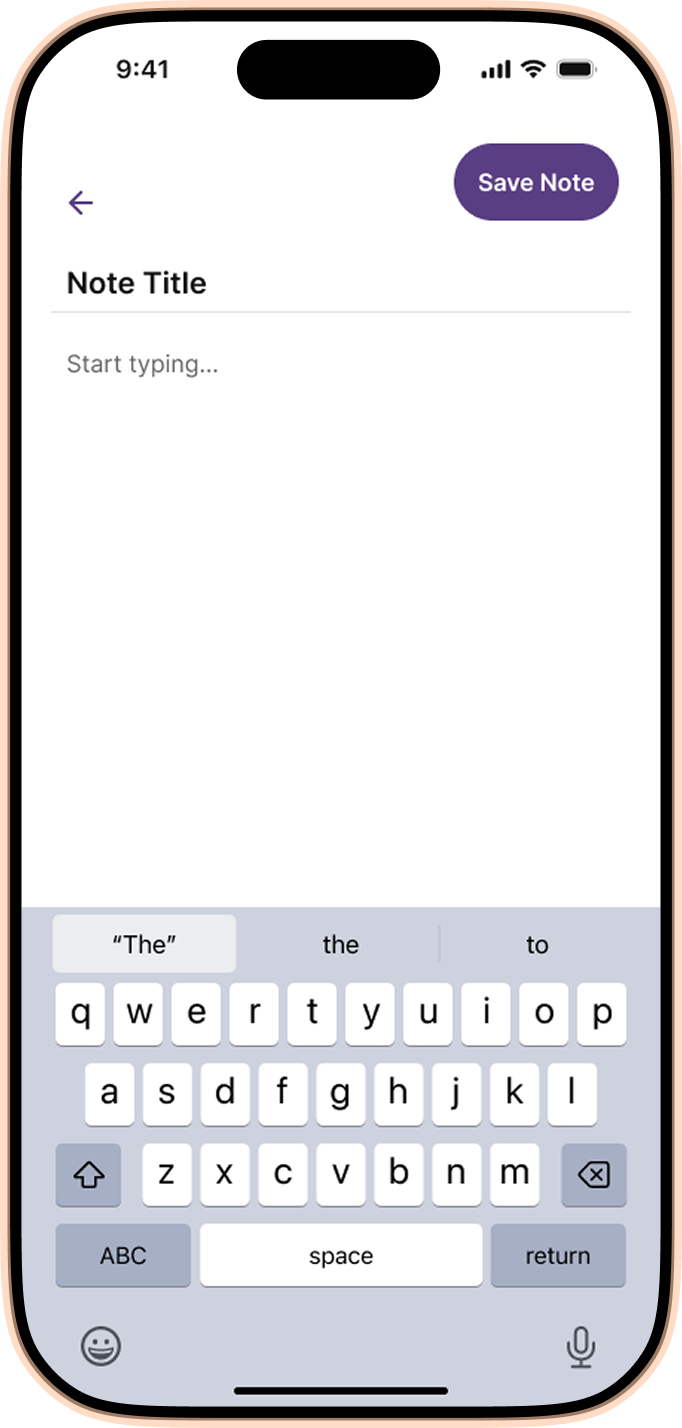 9:41
Save Note
Note Title
Start typing...
“The” the to
q w e r t y u i o p
a s d f g h j k l
z x c v b n m
ABC space return